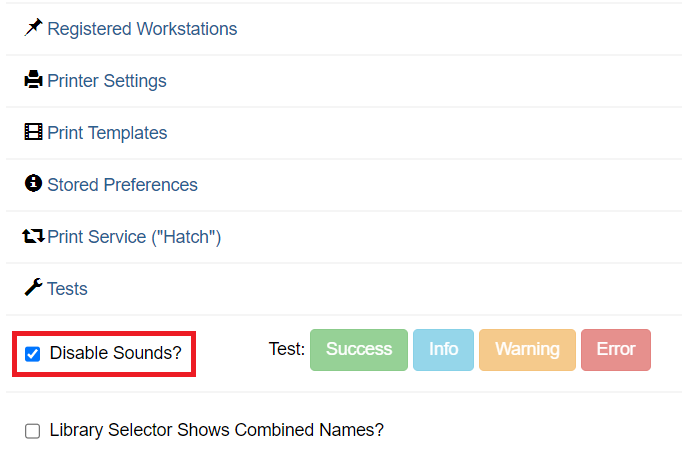 Registered Workstations
Printer Settings
Print Templates
Stored Preferences
Print Service ("Hatch")
Tests
Disable Sounds? Test: Success Info Warning Error
Library Selector Shows Combined Names?